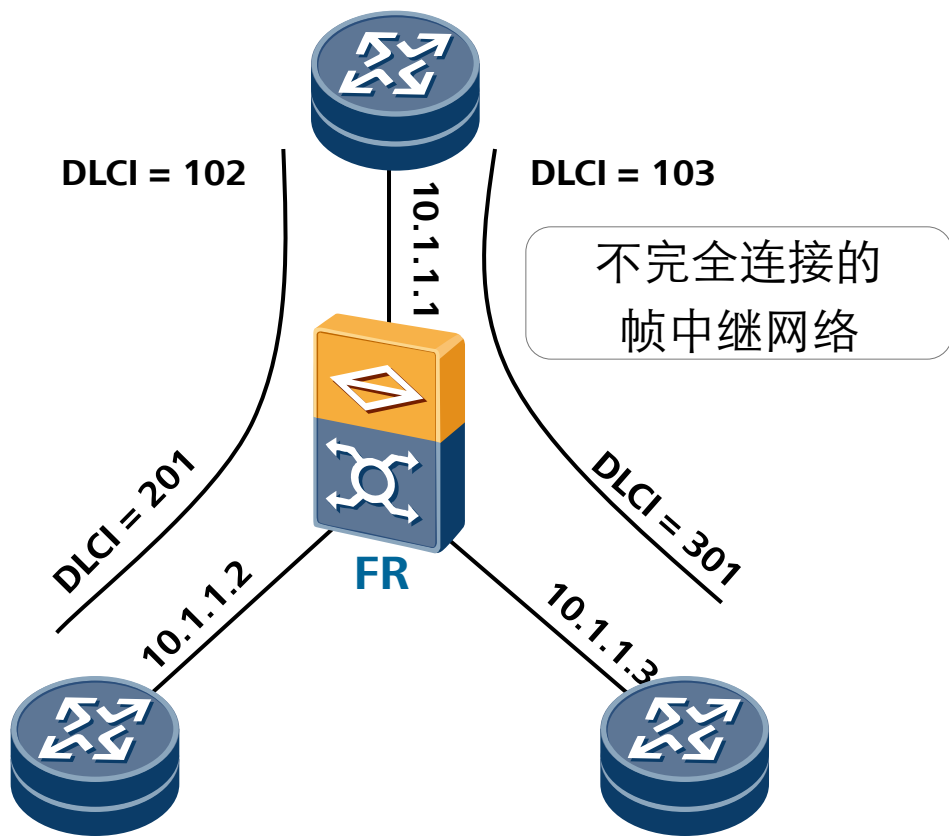 DLCI = 102
DLCI = 103
10.1.1.1
不完全连接的
帧中继网络
DLCI = 201
DLCI = 301
FR
10.1.1.2
10.1.1.3